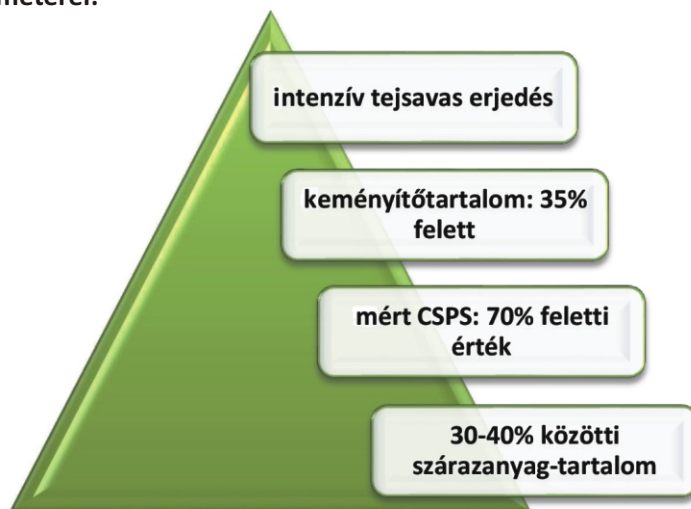 intenzív tejsavas erjedés
keményítőtartalom: 35%
felett
mért CSPS: 70% feletti
érték
30-40% közötti
szárazanyag-tartalom